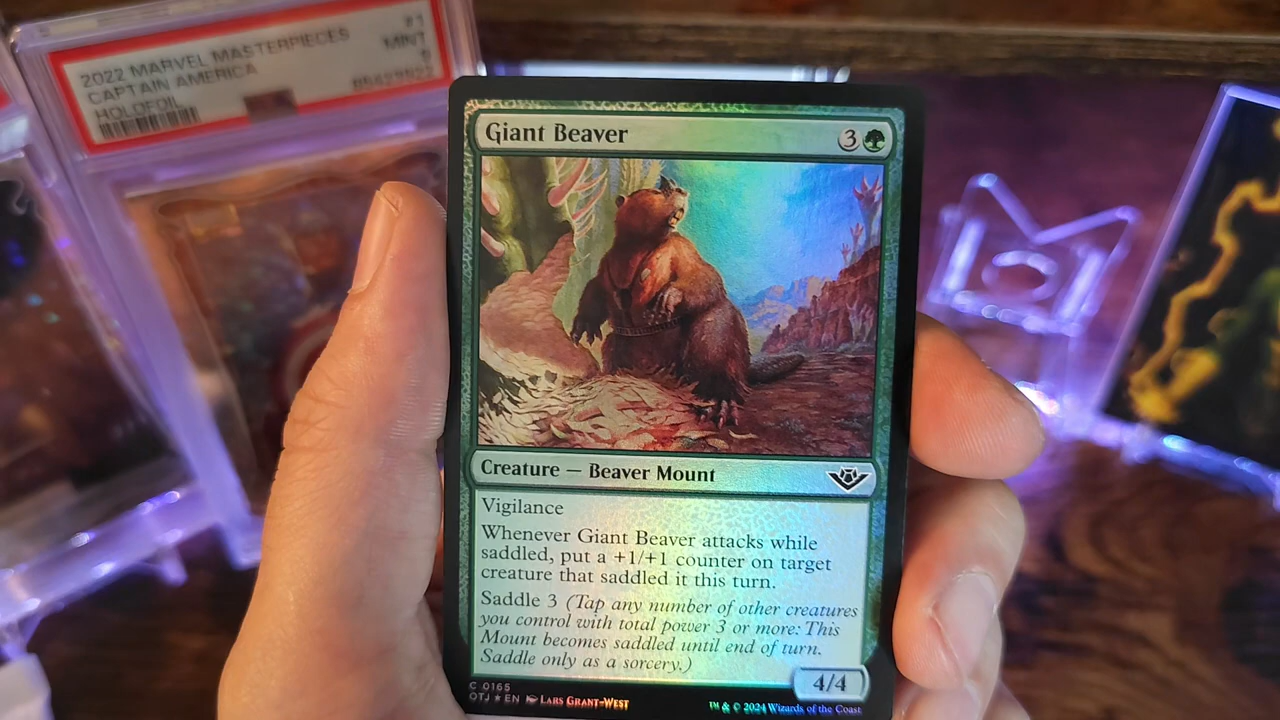 2022 MARVEL MASTERPIECES
#1
CAPTAIN AMERICA
MINT
HOLOFOIL
Giant Beaver
3
Creature — Beaver Mount
Vigilance
Whenever Giant Beaver attacks while
saddled, put a +1/+1 counter on target
creature that saddled it this turn.
Saddle 3 (Tap any number of other creatures
you control with total power 3 or more: This
Mount becomes saddled until end of turn.
Saddle only as a sorcery.)
4/4
C 0165
OTJ ★ EN Lars Grant-West
™ & © 2024 Wizards of the Coast